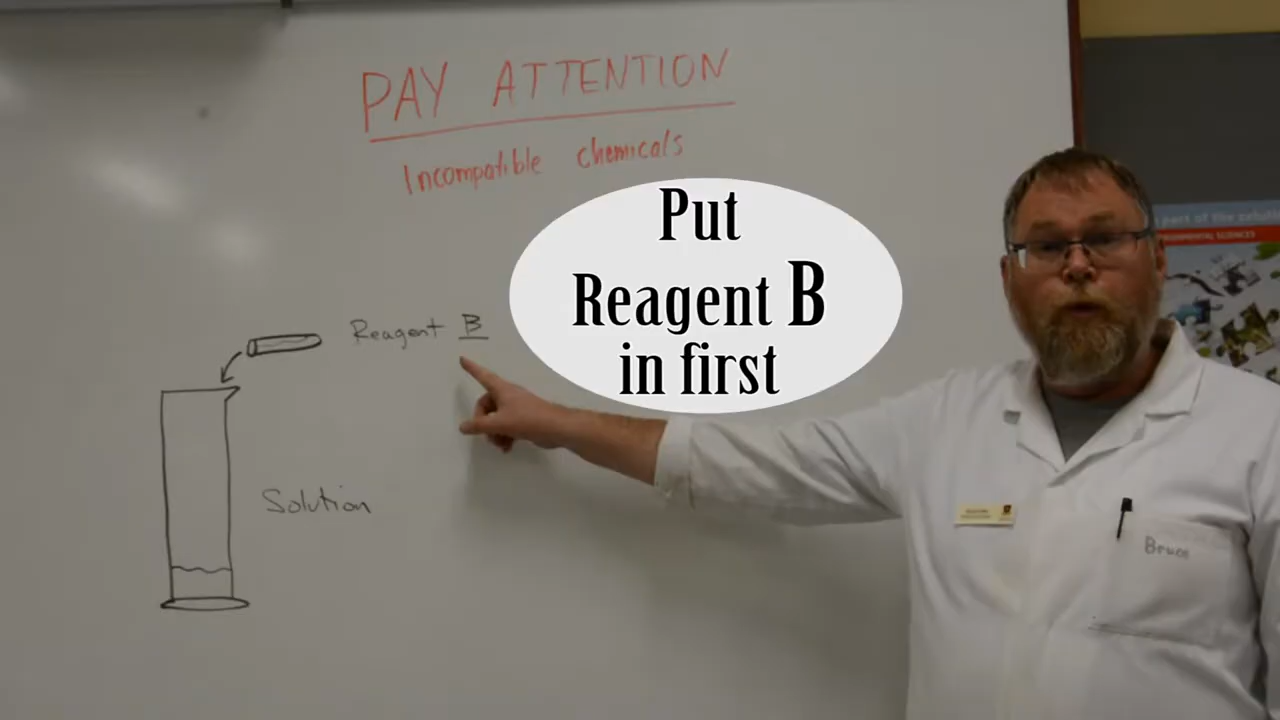 PAY ATTENTION
Incompatible chemicals
Put
Reagent B
in first
Reagent B
Solution
Bruce